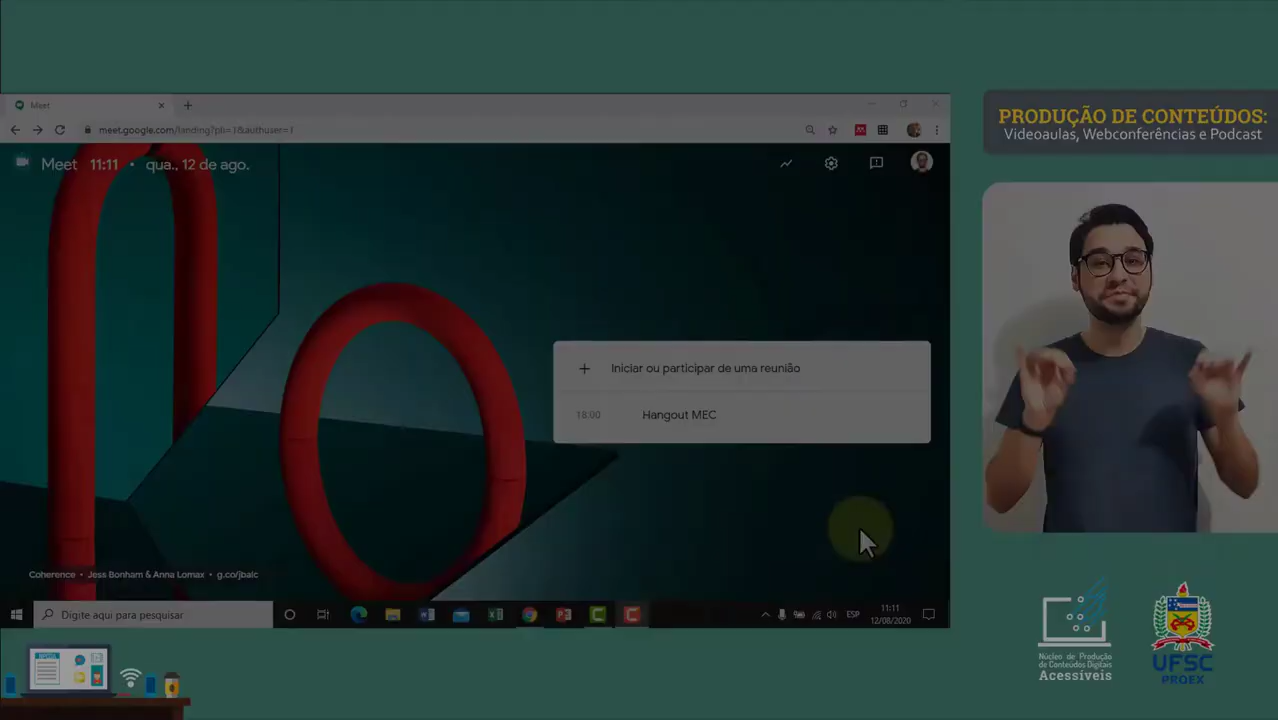 Meet
meet.google.com/landing?pli=1&authuser=1
Meet 11:11 • qua., 12 de ago.
PRODUÇÃO DE CONTEÚDOS:
Videoaulas, Webconferências e Podcast
Iniciar ou participar de uma reunião
18:00 Hangout MEC
Coherence • Jess Bonham & Anna Lomax • g.co/jbalc
Digite aqui para pesquisar
ESP
11:11
12/08/2020
Núcleo de Produção
de Conteúdos Digitais
Acessíveis
UFSC
PROEX